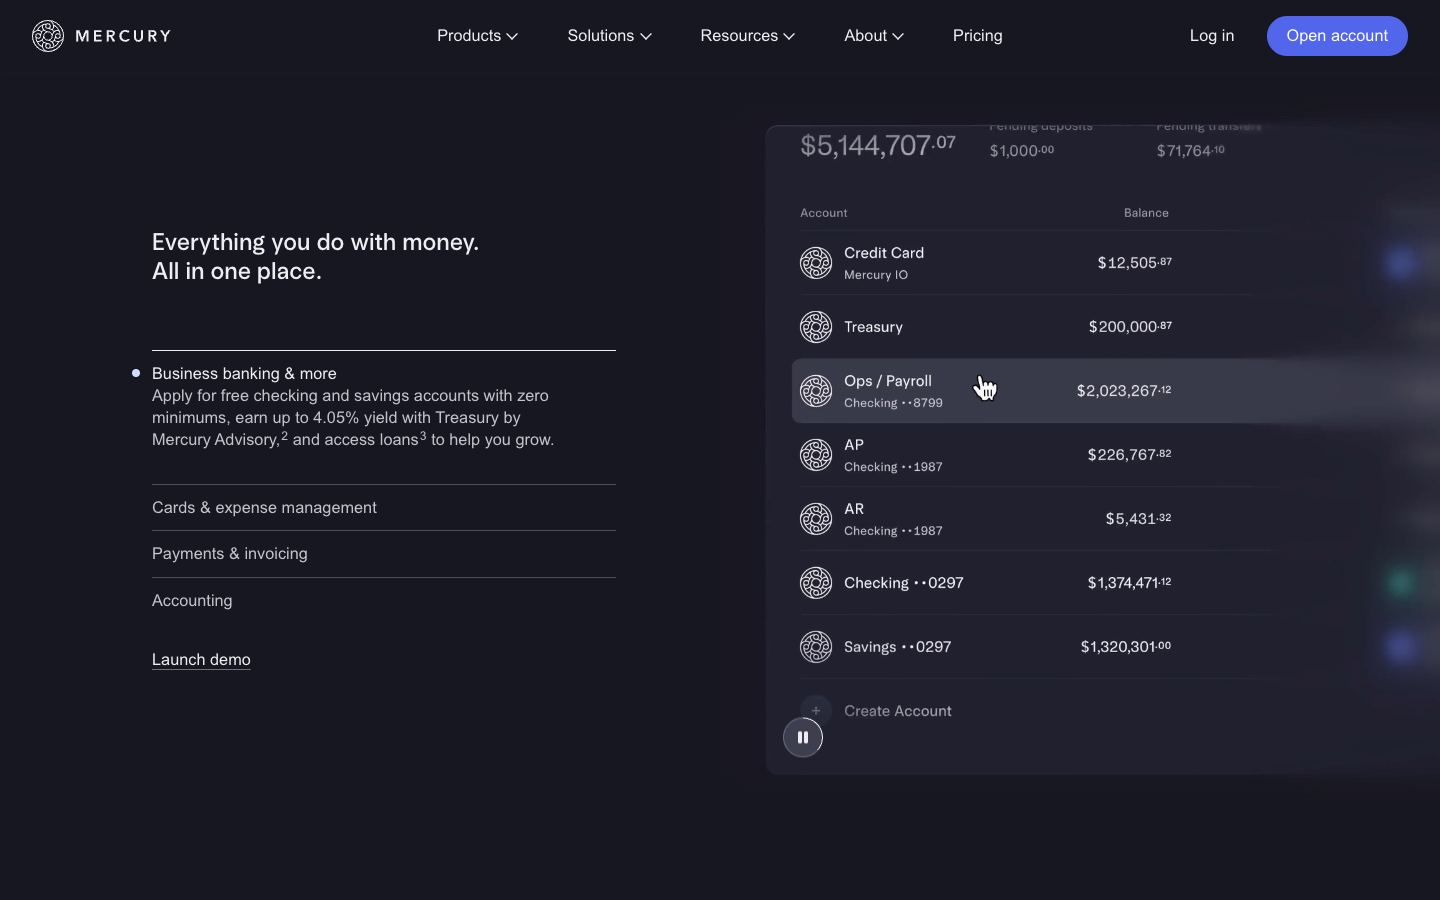 MERCURY
Products
Solutions
Resources
About
Pricing
Log in
Open account
Everything you do with money.
All in one place.
Business banking & more
Apply for free checking and savings accounts with zero
minimums, earn up to 4.05% yield with Treasury by
Mercury Advisory,2 and access loans3 to help you grow.
Cards & expense management
Payments & invoicing
Accounting
Launch demo
Pending deposits
Pending transfers
$5,144,707.07
$1,000.00
$71,764.10
Account
Balance
Credit Card
Mercury IO
$12,505.87
Treasury
$200,000.87
Ops / Payroll
Checking ••8799
$2,023,267.12
AP
Checking ••1987
$226,767.82
AR
Checking ••1987
$5,431.32
Checking ••0297
$1,374,471.12
Savings ••0297
$1,320,301.00
+ Create Account